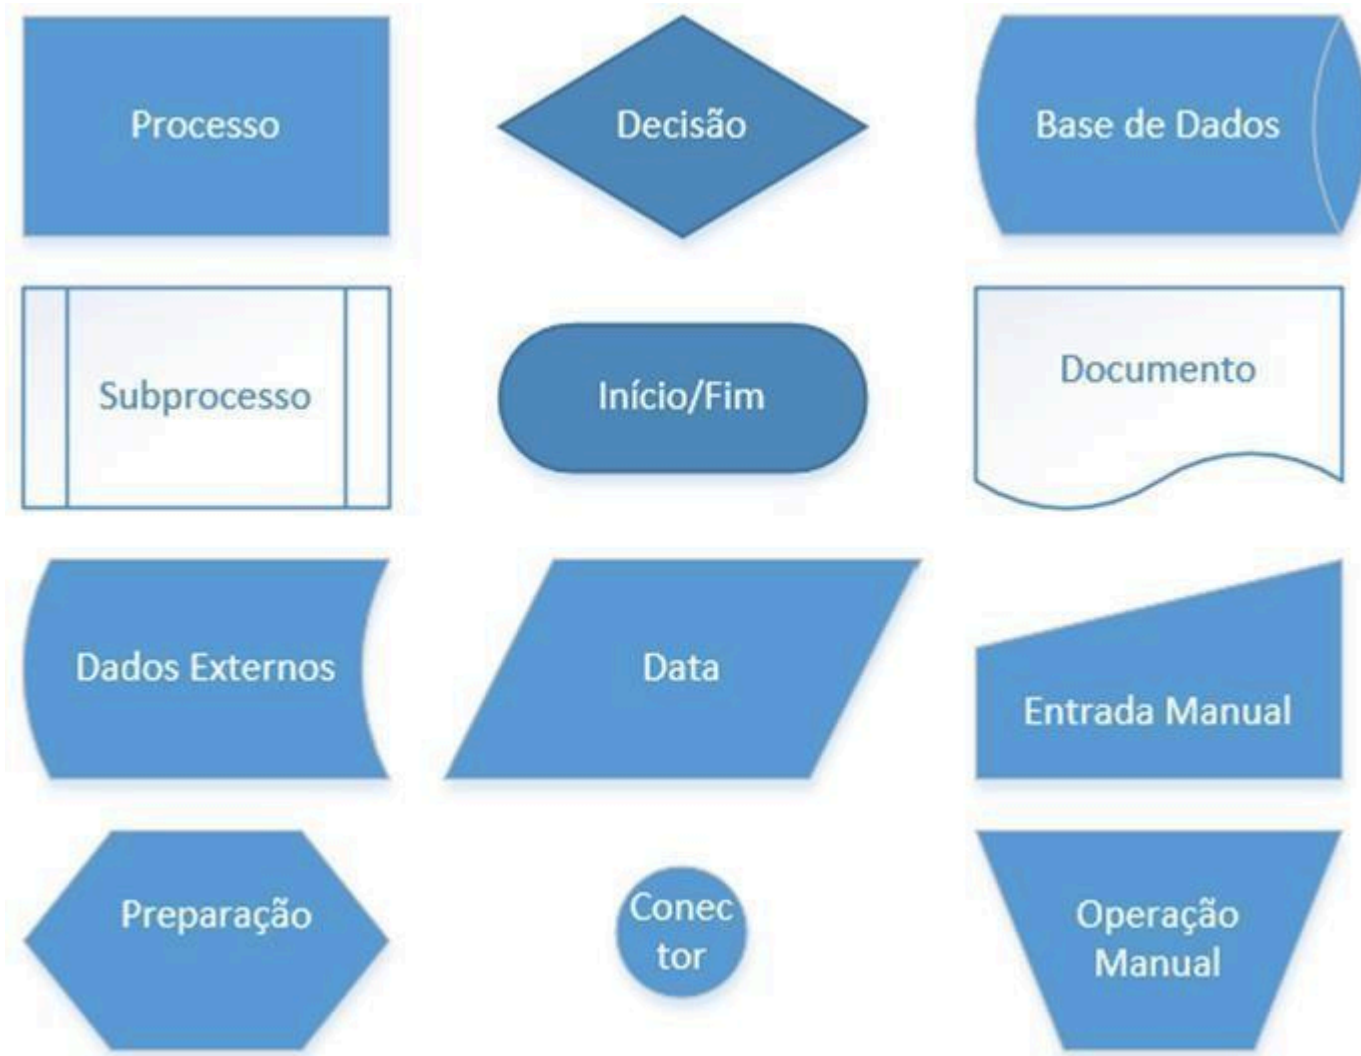 Processo
Decisão
Base de Dados
Subprocesso
Início/Fim
Documento
Dados Externos
Data
Entrada Manual
Preparação
Conec
tor
Operação
Manual